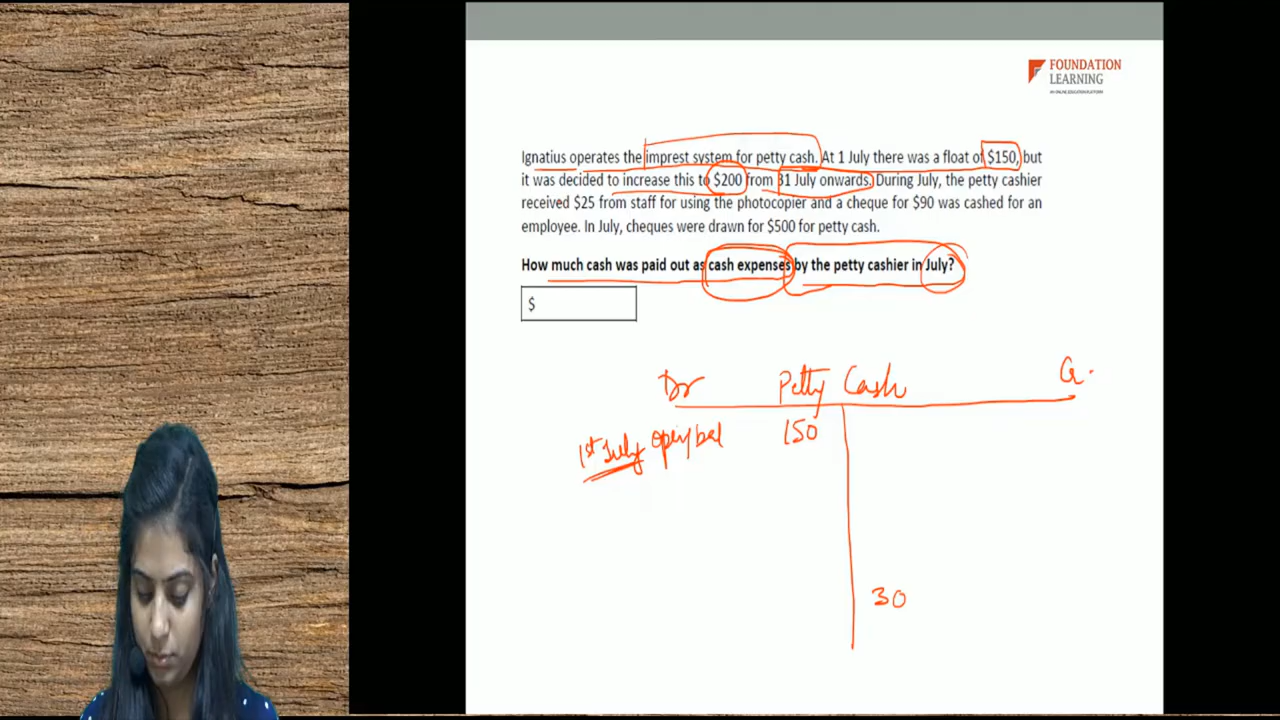 FOUNDATION
LEARNING
AN ONLINE EDUCATION PLATFORM
Ignatius operates the imprest system for petty cash. At 1 July there was a float of $150, but
it was decided to increase this to $200 from 31 July onwards. During July, the petty cashier
received $25 from staff for using the photocopier and a cheque for $90 was cashed for an
employee. In July, cheques were drawn for $500 for petty cash.
How much cash was paid out as cash expenses by the petty cashier in July?
$
Dr Petty Cash Cr.
1st July 150
30